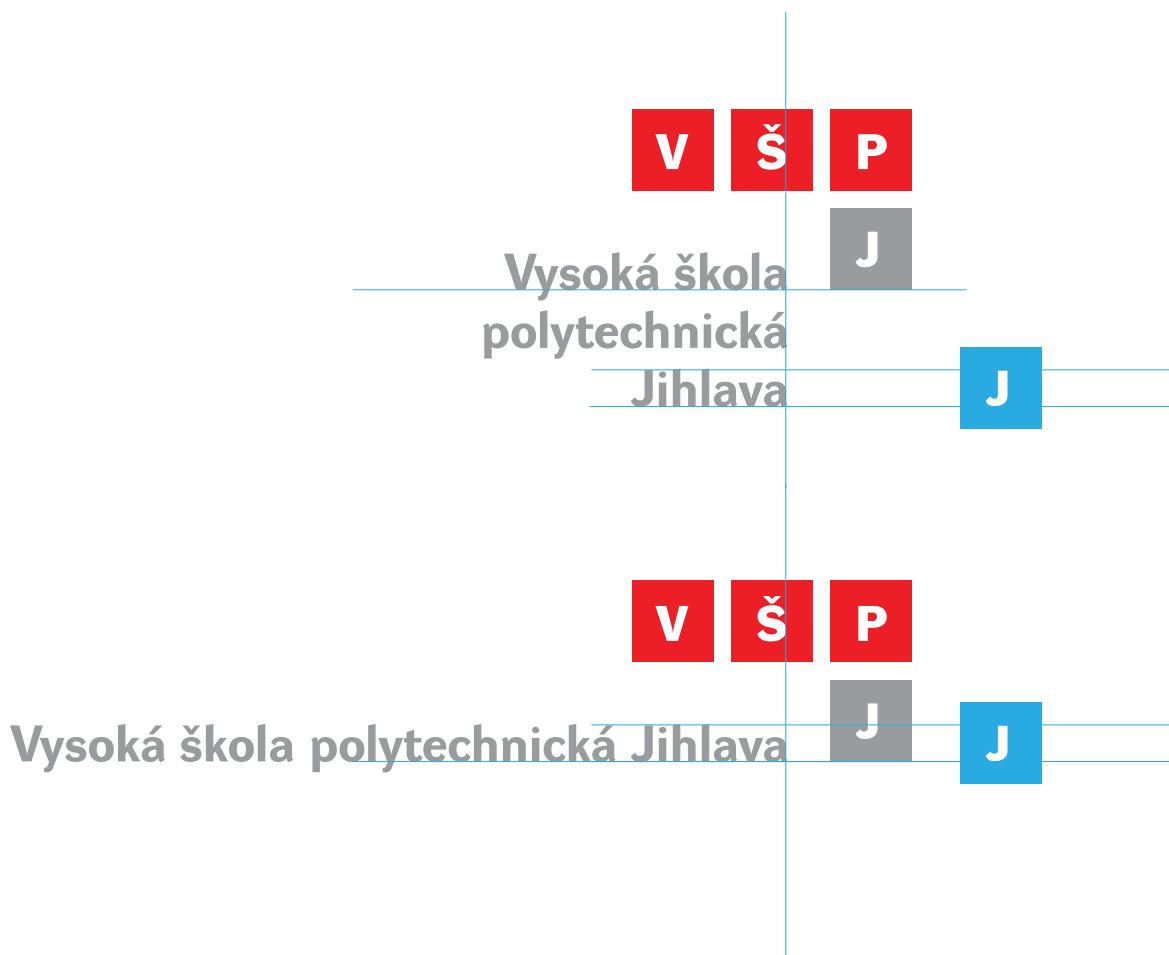 V Š P
J
Vysoká škola
polytechnická
Jihlava
J
V Š P
J
Vysoká škola polytechnická Jihlava
J